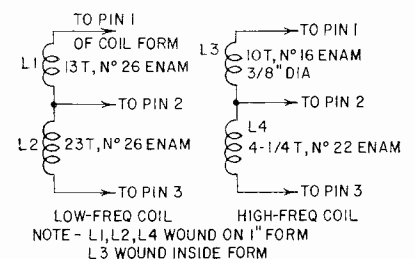 TO PIN 1
OF COIL FORM
L1
13T, Nº 26 ENAM
TO PIN 2
L2
23T, Nº 26 ENAM
TO PIN 3
LOW-FREQ COIL
TO PIN 1
L3
10T, Nº 16 ENAM
3/8" DIA
TO PIN 2
L4
4-1/4 T, Nº 22 ENAM
TO PIN 3
HIGH-FREQ COIL
NOTE - L1, L2, L4 WOUND ON 1" FORM
L3 WOUND INSIDE FORM